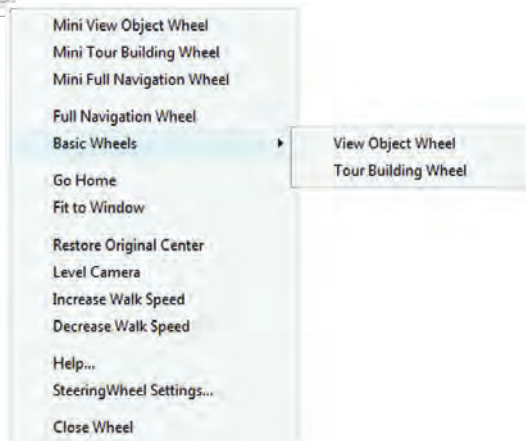 Mini View Object Wheel
Mini Tour Building Wheel
Mini Full Navigation Wheel
Full Navigation Wheel
Basic Wheels
View Object Wheel
Tour Building Wheel
Go Home
Fit to Window
Restore Original Center
Level Camera
Increase Walk Speed
Decrease Walk Speed
Help...
SteeringWheel Settings...
Close Wheel